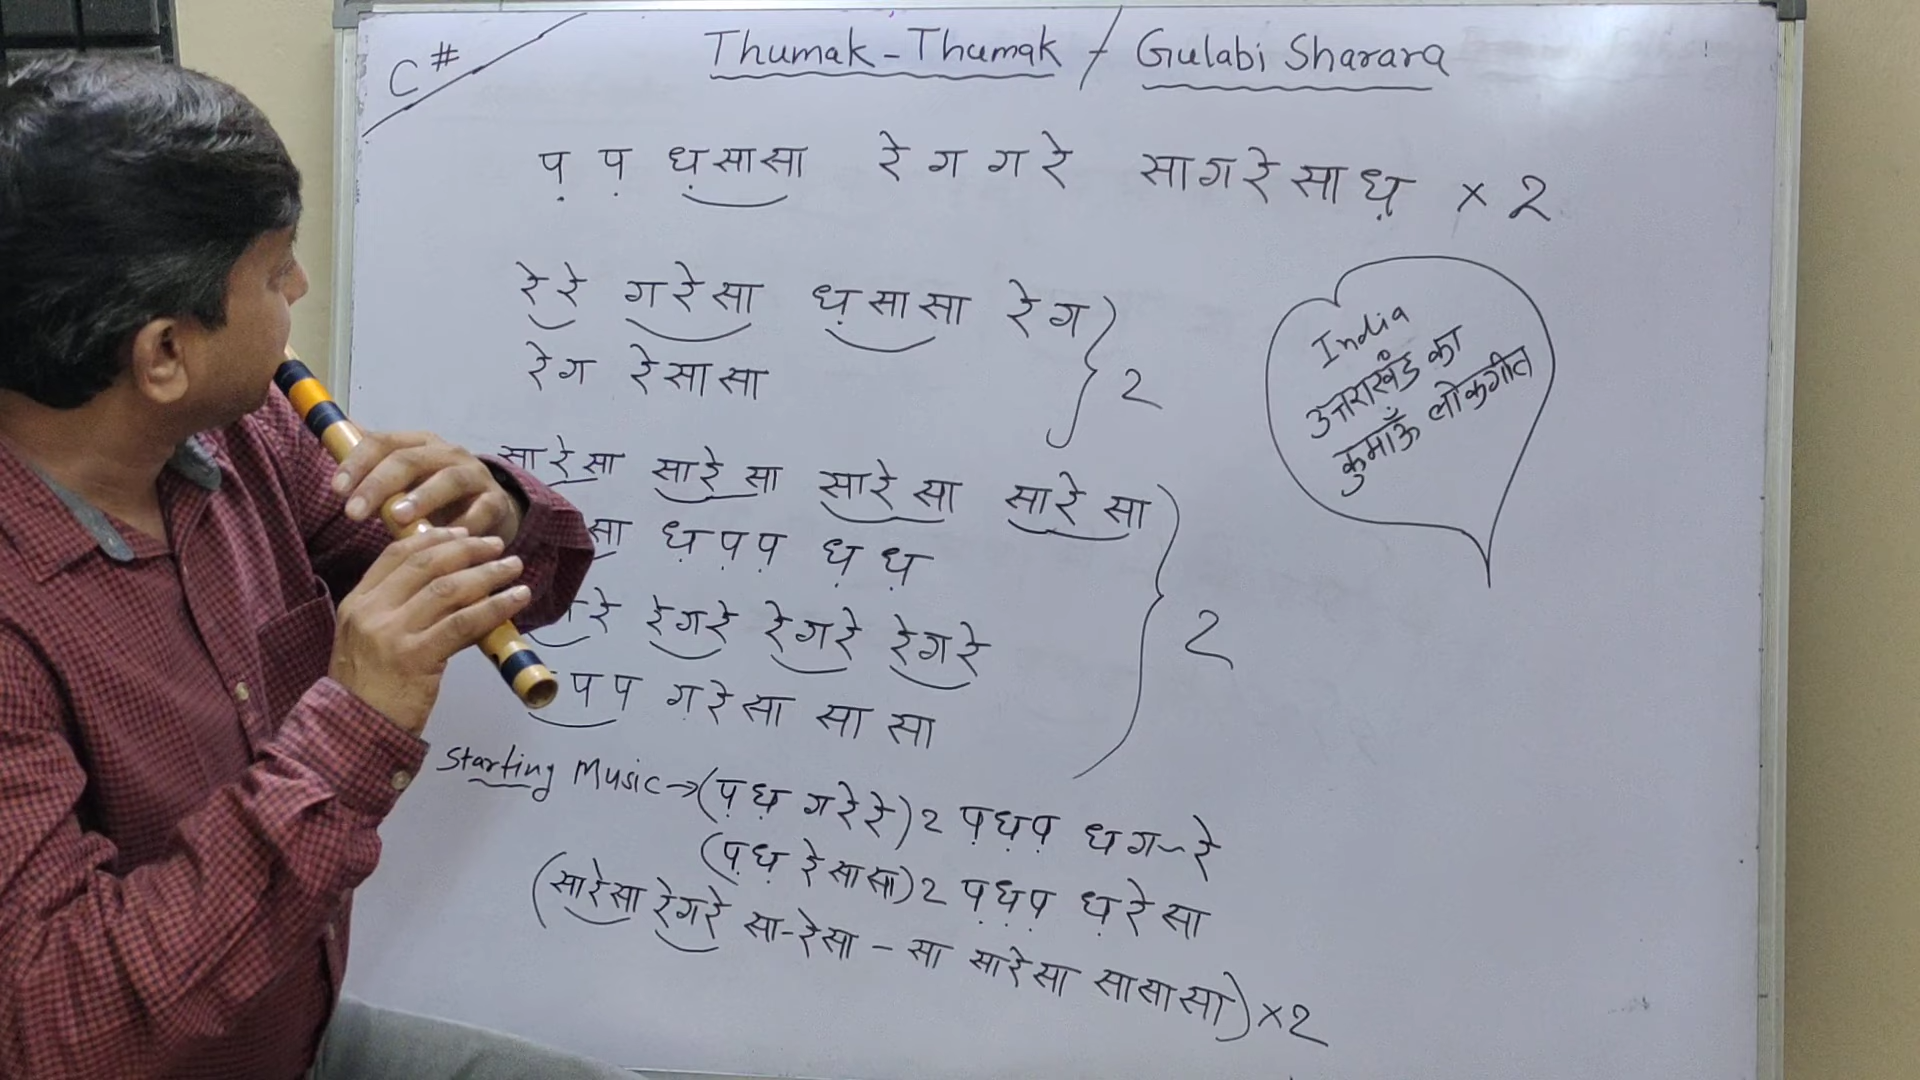 C#
Thumak-Thumak / Gulabi Sharara
प़ प़ ध़सासा रे ग ग रे सागरेसाध़ × 2
रेरे गरेसा ध़सासा रेग
रेग रेसासा } 2
India
उत्तराखंड का
कुमाऊँ लोकगीत
सारेसा सारेसा सारेसा सारेसा
सा ध़प़प़ ध़ ध़
रे रेगरे रेगरे रेगरे } 2
पप ग़रेसा सा सा
Starting Music → (प़ध़ गरेरे)2 प़ध़प़ ध़ग~रे
(प़ध़ रेसासा)2 प़ध़प़ ध़रेसा
(सारेसा रेगरे सा-रेसा - सा सारेसा सासासा) ×2